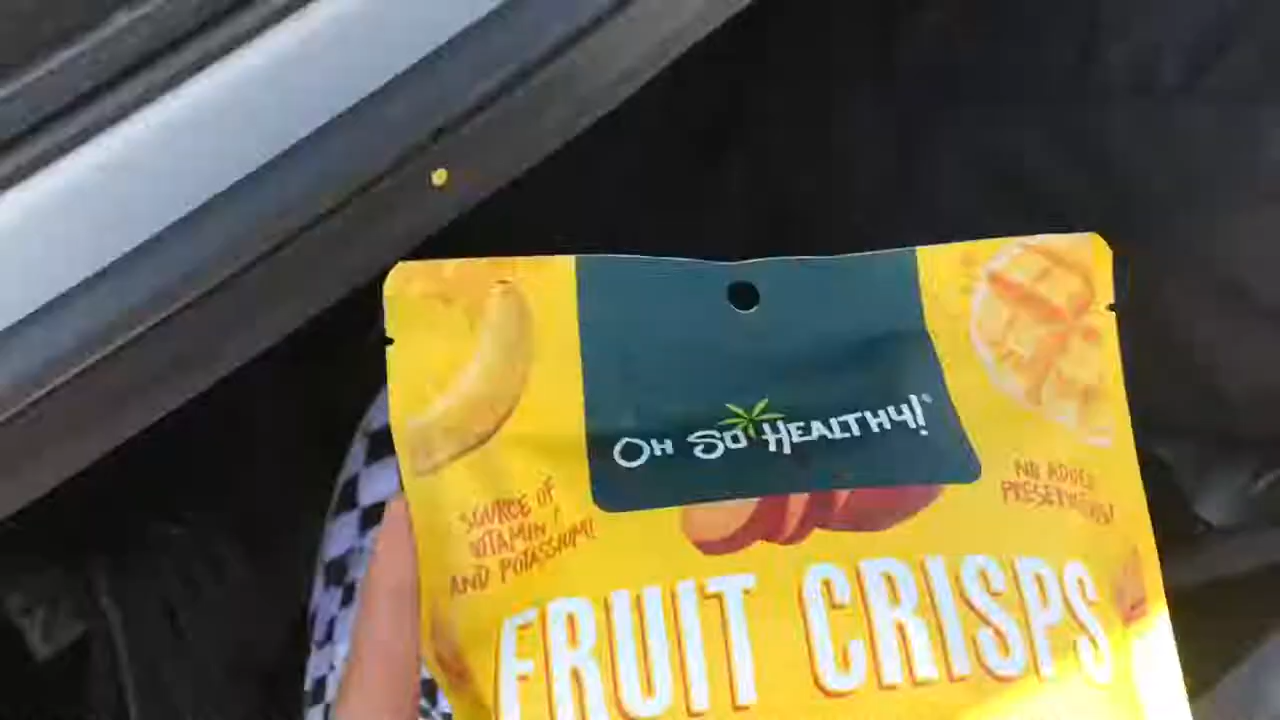 OH SO HEALTHY!®
SOURCE OF
VITAMIN
AND POTASSIUM!
NO ADDED
PRESERVATIVES!
FRUIT CRISPS